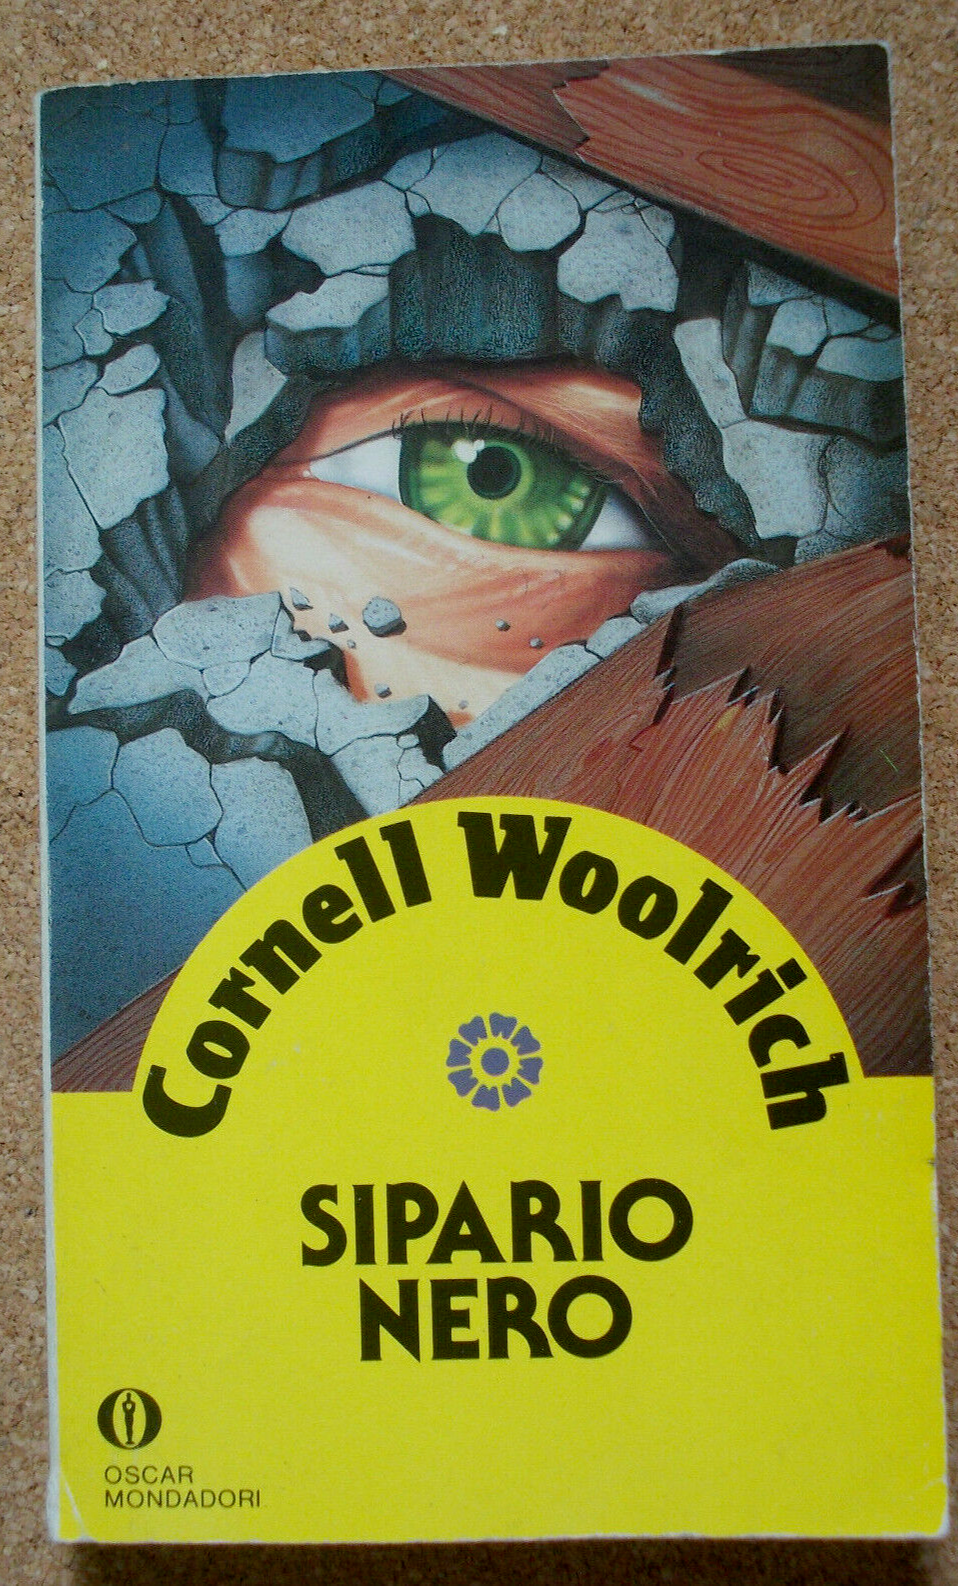 Cornell Woolrich
SIPARIO
NERO
OSCAR
MONDADORI